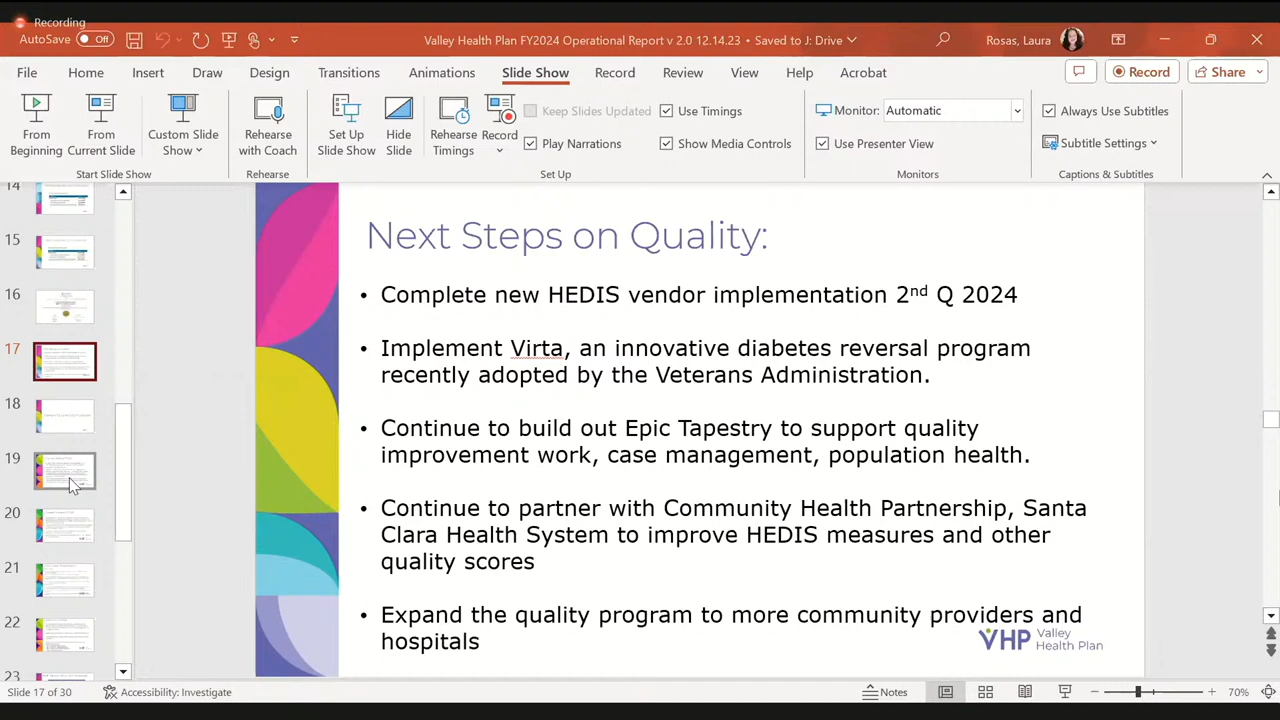 Recording
AutoSave Off
Valley Health Plan FY2024 Operational Report v 2.0 12.14.23 • Saved to J: Drive
Rosas, Laura
File Home Insert Draw Design Transitions Animations Slide Show Record Review View Help Acrobat
Record
Share
From Beginning
From Current Slide
Custom Slide Show
Start Slide Show
Rehearse with Coach
Rehearse
Set Up Slide Show
Hide Slide
Rehearse Timings
Record
Keep Slides Updated
Play Narrations
Use Timings
Show Media Controls
Set Up
Monitor: Automatic
Use Presenter View
Monitors
Always Use Subtitles
Subtitle Settings
Captions & Subtitles
14
15
16
17
18
19
20
21
22
23
Next Steps on Quality:
• Complete new HEDIS vendor implementation 2nd Q 2024
• Implement Virta, an innovative diabetes reversal program
recently adopted by the Veterans Administration.
• Continue to build out Epic Tapestry to support quality
improvement work, case management, population health.
• Continue to partner with Community Health Partnership, Santa
Clara Health System to improve HEDIS measures and other
quality scores
• Expand the quality program to more community providers and
hospitals
VHP Valley
Health Plan
Slide 17 of 30
Accessibility: Investigate
Notes
70%